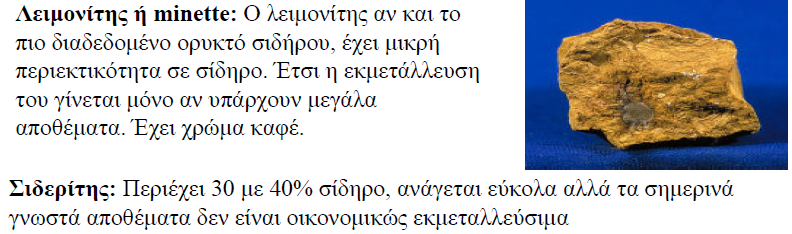 Λειμονίτης ή minette: Ο λειμονίτης αν και το
πιο διαδεδομένο ορυκτό σιδήρου, έχει μικρή
περιεκτικότητα σε σίδηρο. Έτσι η εκμετάλλευση
του γίνεται μόνο αν υπάρχουν μεγάλα
αποθέματα. Έχει χρώμα καφέ.
Σιδερίτης: Περιέχει 30 με 40% σίδηρο, ανάγεται εύκολα αλλά τα σημερινά
γνωστά αποθέματα δεν είναι οικονομικώς εκμεταλλεύσιμα